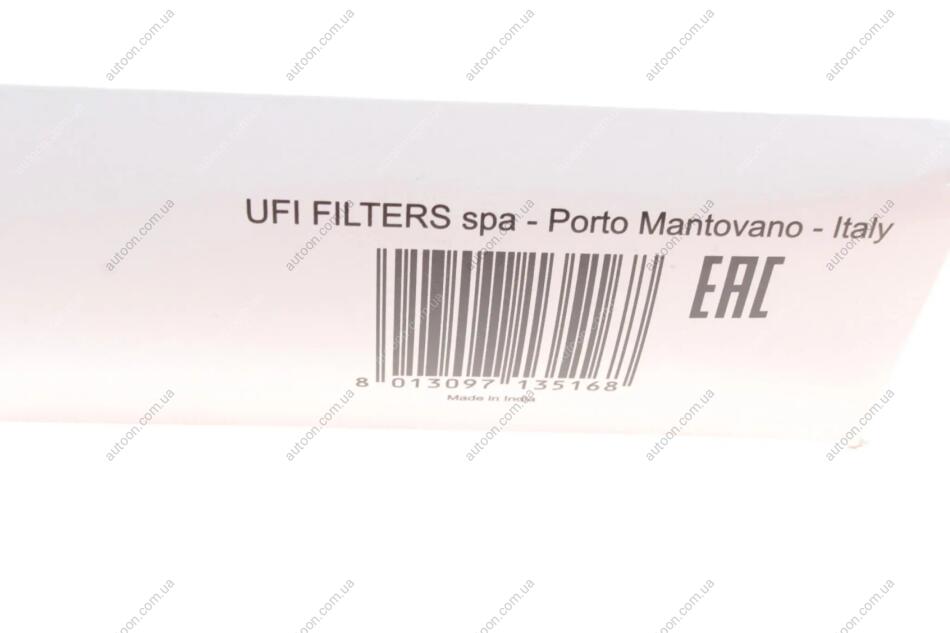 UFI FILTERS spa - Porto Mantovano - Italy
EAC
8 013097 135168
Made in India
autoon.com.ua